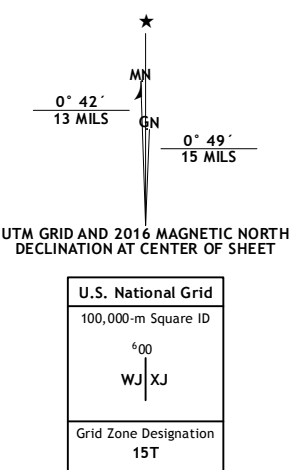 ★
MN
0° 42´
13 MILS
GN
0° 49´
15 MILS
UTM GRID AND 2016 MAGNETIC NORTH
DECLINATION AT CENTER OF SHEET
U.S. National Grid
100,000-m Square ID
⁶00
WJ XJ
Grid Zone Designation
15T